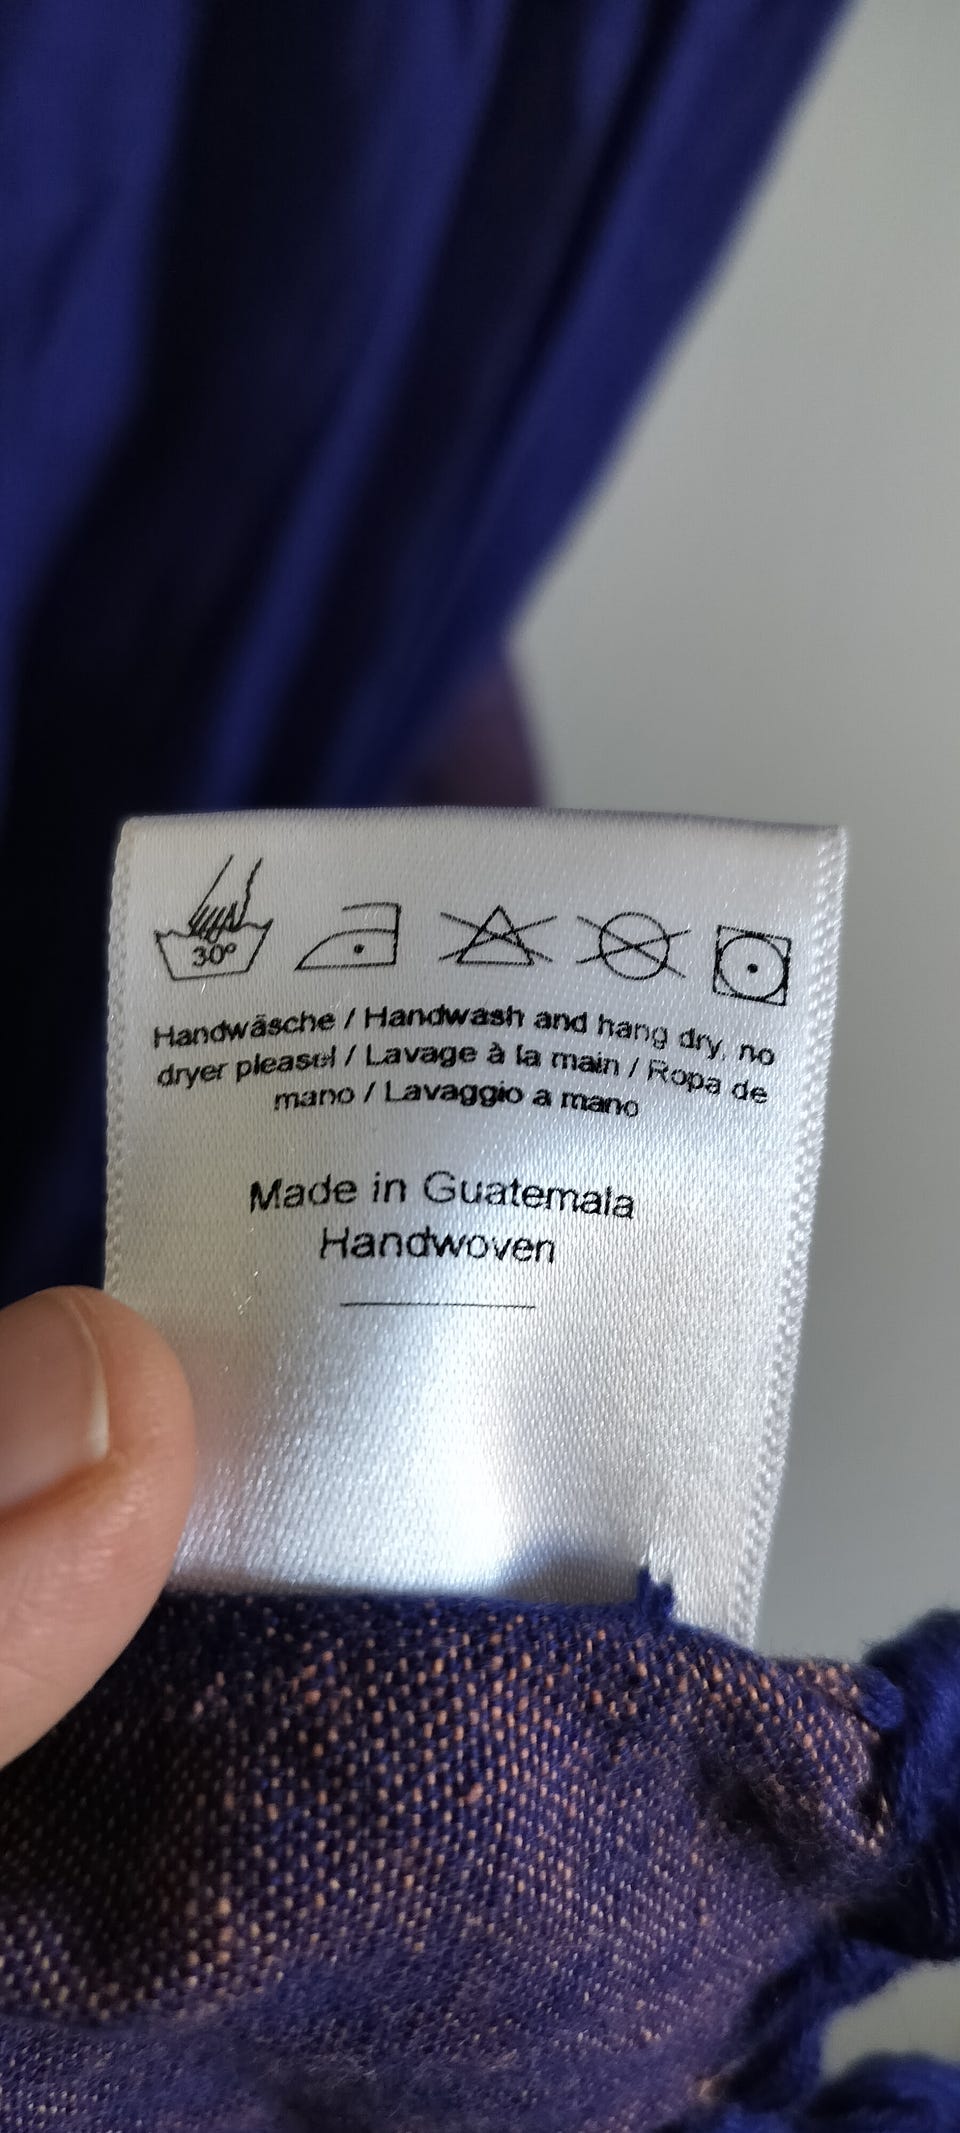 30°
Handwäsche / Handwash and hang dry, no
dryer please! / Lavage à la main / Ropa de
mano / Lavaggio a mano
Made in Guatemala
Handwoven